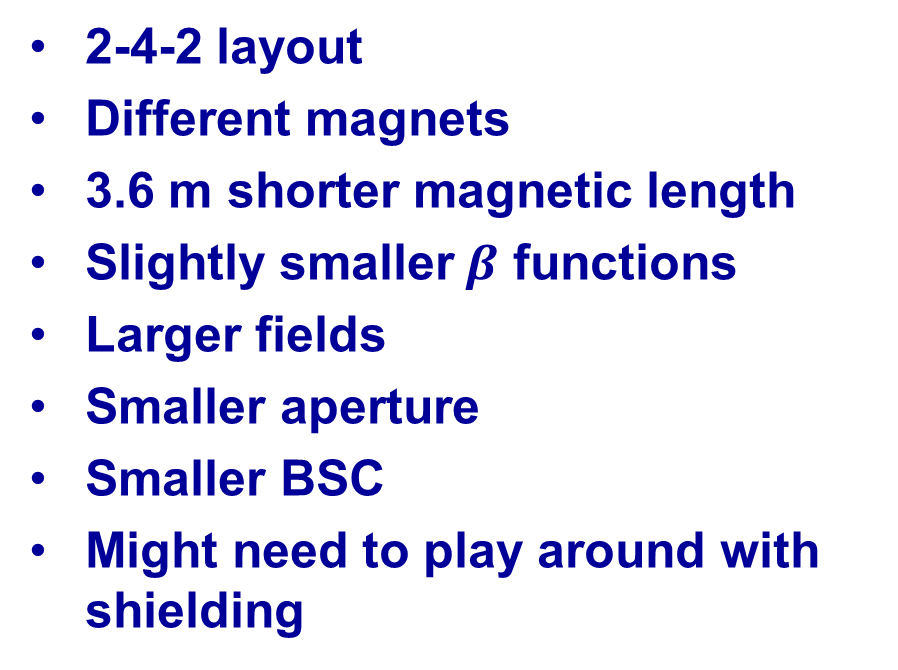 • 2-4-2 layout
• Different magnets
• 3.6 m shorter magnetic length
• Slightly smaller 𝜷 functions
• Larger fields
• Smaller aperture
• Smaller BSC
• Might need to play around with
shielding